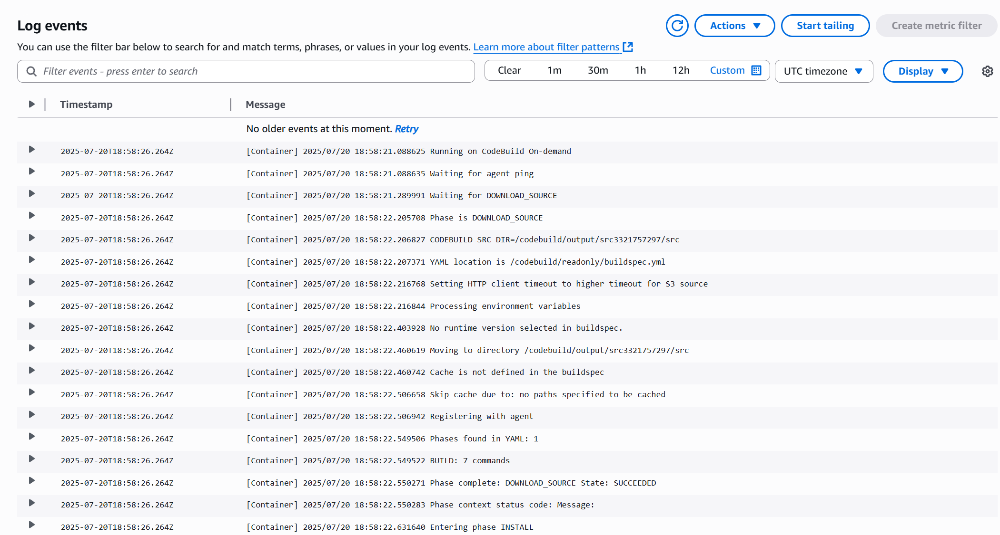 Log events
Actions
Start tailing
Create metric filter
You can use the filter bar below to search for and match terms, phrases, or values in your log events. Learn more about filter patterns
Filter events - press enter to search
Clear 1m 30m 1h 12h Custom
UTC timezone
Display
Timestamp Message
No older events at this moment. Retry
2025-07-20T18:58:26.264Z [Container] 2025/07/20 18:58:21.088625 Running on CodeBuild On-demand
2025-07-20T18:58:26.264Z [Container] 2025/07/20 18:58:21.088635 Waiting for agent ping
2025-07-20T18:58:26.264Z [Container] 2025/07/20 18:58:21.289991 Waiting for DOWNLOAD_SOURCE
2025-07-20T18:58:26.264Z [Container] 2025/07/20 18:58:22.205708 Phase is DOWNLOAD_SOURCE
2025-07-20T18:58:26.264Z [Container] 2025/07/20 18:58:22.206827 CODEBUILD_SRC_DIR=/codebuild/output/src3321757297/src
2025-07-20T18:58:26.264Z [Container] 2025/07/20 18:58:22.207371 YAML location is /codebuild/readonly/buildspec.yml
2025-07-20T18:58:26.264Z [Container] 2025/07/20 18:58:22.216768 Setting HTTP client timeout to higher timeout for S3 source
2025-07-20T18:58:26.264Z [Container] 2025/07/20 18:58:22.216844 Processing environment variables
2025-07-20T18:58:26.264Z [Container] 2025/07/20 18:58:22.403928 No runtime version selected in buildspec.
2025-07-20T18:58:26.264Z [Container] 2025/07/20 18:58:22.460619 Moving to directory /codebuild/output/src3321757297/src
2025-07-20T18:58:26.264Z [Container] 2025/07/20 18:58:22.460742 Cache is not defined in the buildspec
2025-07-20T18:58:26.264Z [Container] 2025/07/20 18:58:22.506658 Skip cache due to: no paths specified to be cached
2025-07-20T18:58:26.264Z [Container] 2025/07/20 18:58:22.506942 Registering with agent
2025-07-20T18:58:26.264Z [Container] 2025/07/20 18:58:22.549506 Phases found in YAML: 1
2025-07-20T18:58:26.264Z [Container] 2025/07/20 18:58:22.549522 BUILD: 7 commands
2025-07-20T18:58:26.264Z [Container] 2025/07/20 18:58:22.550271 Phase complete: DOWNLOAD_SOURCE State: SUCCEEDED
2025-07-20T18:58:26.264Z [Container] 2025/07/20 18:58:22.550283 Phase context status code: Message:
2025-07-20T18:58:26.264Z [Container] 2025/07/20 18:58:22.631640 Entering phase INSTALL